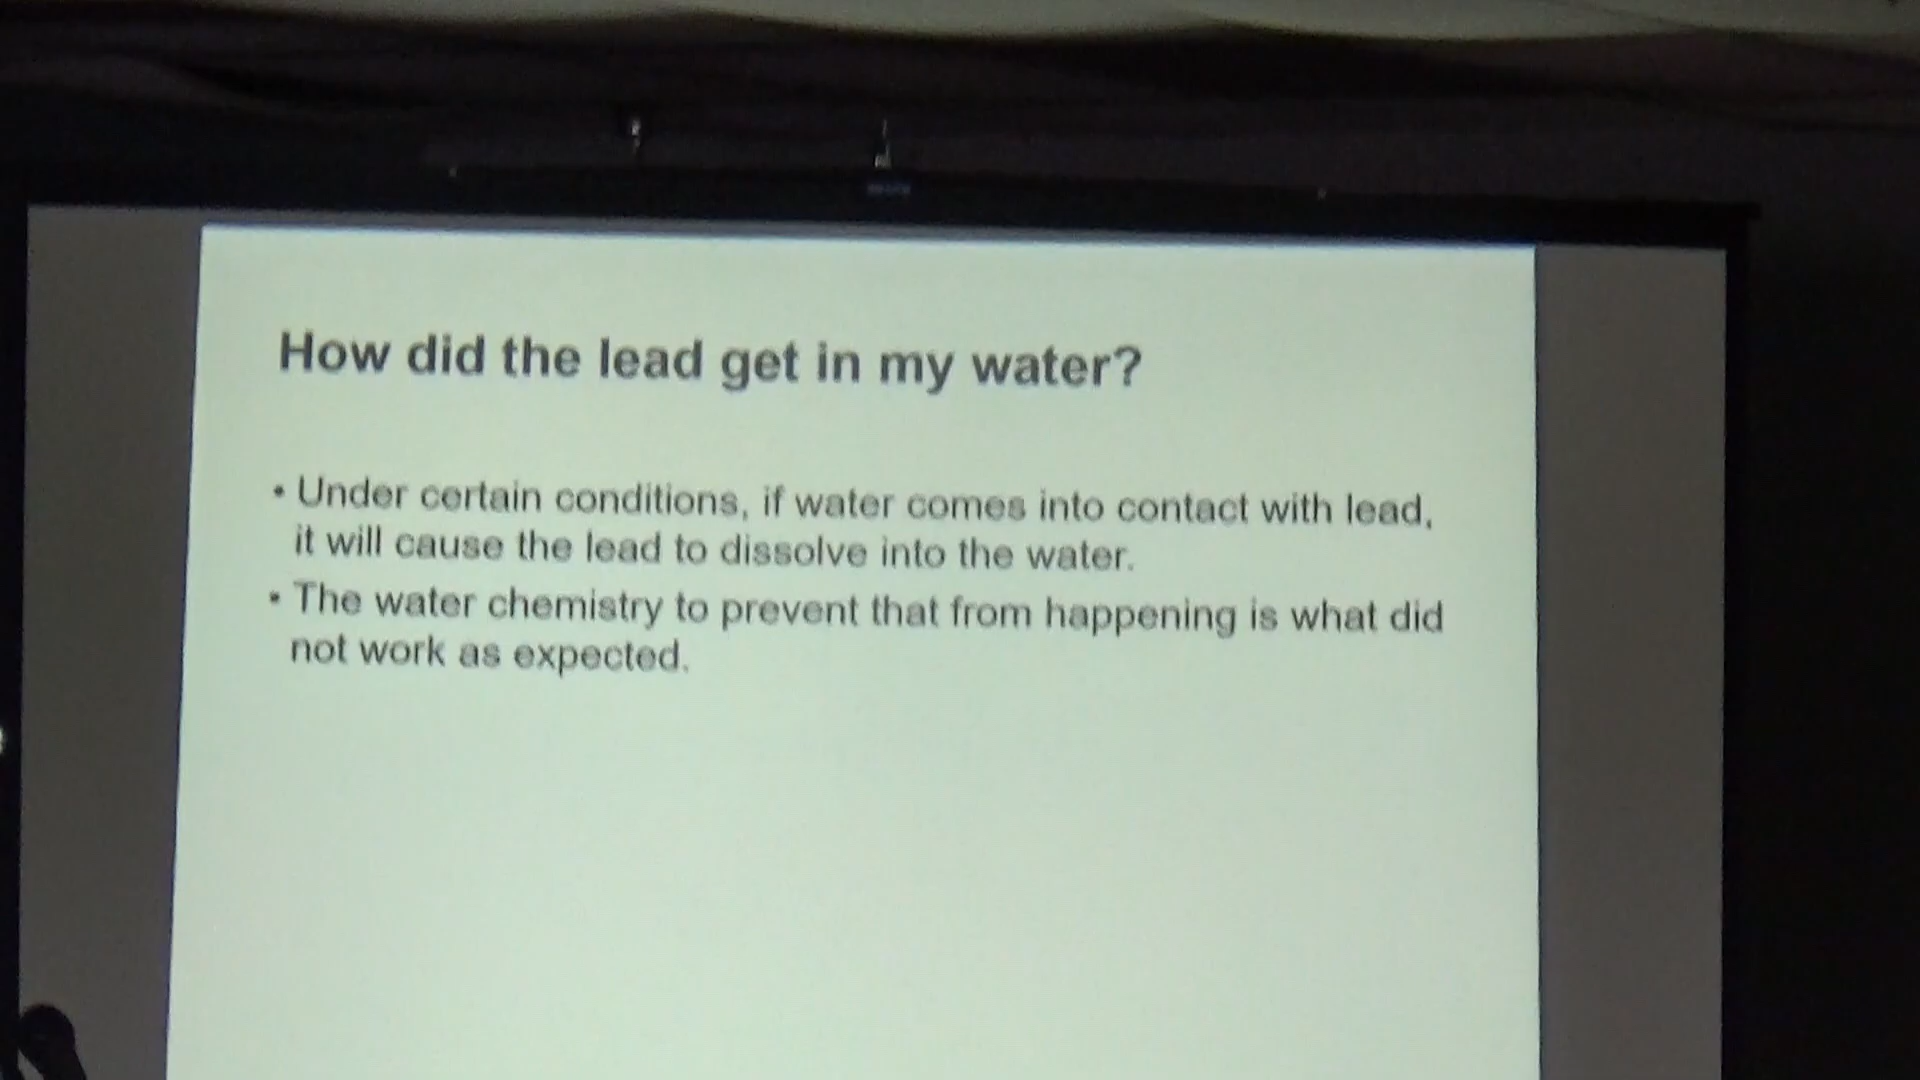 How did the lead get in my water?
• Under certain conditions, if water comes into contact with lead,
it will cause the lead to dissolve into the water.
• The water chemistry to prevent that from happening is what did
not work as expected.